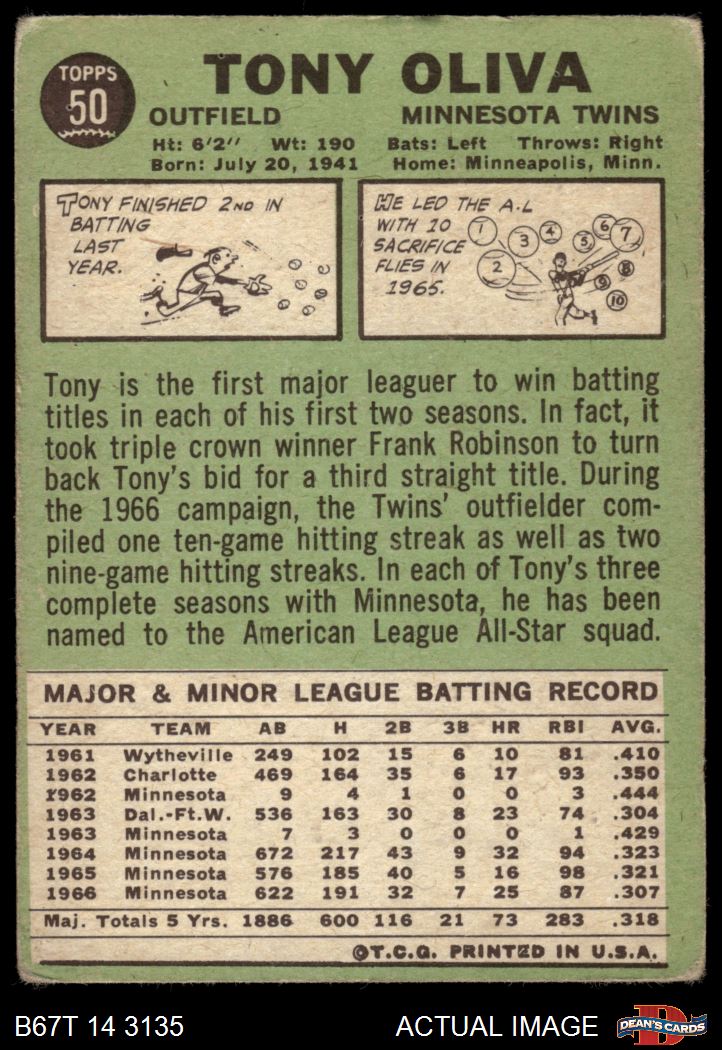 TOPPS
50
TONY OLIVA
OUTFIELD MINNESOTA TWINS
Ht: 6'2" Wt: 190 Bats: Left Throws: Right
Born: July 20, 1941 Home: Minneapolis, Minn.
TONY FINISHED 2ND IN
BATTING
LAST
YEAR.
HE LED THE A.L
WITH 10
SACRIFICE
FLIES IN
1965.
1 2 3 4 5 6 7 8 9 10
Tony is the first major leaguer to win batting
titles in each of his first two seasons. In fact, it
took triple crown winner Frank Robinson to turn
back Tony's bid for a third straight title. During
the 1966 campaign, the Twins' outfielder com-
piled one ten-game hitting streak as well as two
nine-game hitting streaks. In each of Tony's three
complete seasons with Minnesota, he has been
named to the American League All-Star squad.
MAJOR & MINOR LEAGUE BATTING RECORD
YEAR TEAM AB H 2B 3B HR RBI AVG.
1961 Wytheville 249 102 15 6 10 81 .410
1962 Charlotte 469 164 35 6 17 93 .350
1962 Minnesota 9 4 1 0 0 3 .444
1963 Dal.-Ft.W. 536 163 30 8 23 74 .304
1963 Minnesota 7 3 0 0 0 1 .429
1964 Minnesota 672 217 43 9 32 94 .323
1965 Minnesota 576 185 40 5 16 98 .321
1966 Minnesota 622 191 32 7 25 87 .307
Maj. Totals 5 Yrs. 1886 600 116 21 73 283 .318
©T.C.G. PRINTED IN U.S.A.
B67T 14 3135 ACTUAL IMAGE D DEAN'S CARDS